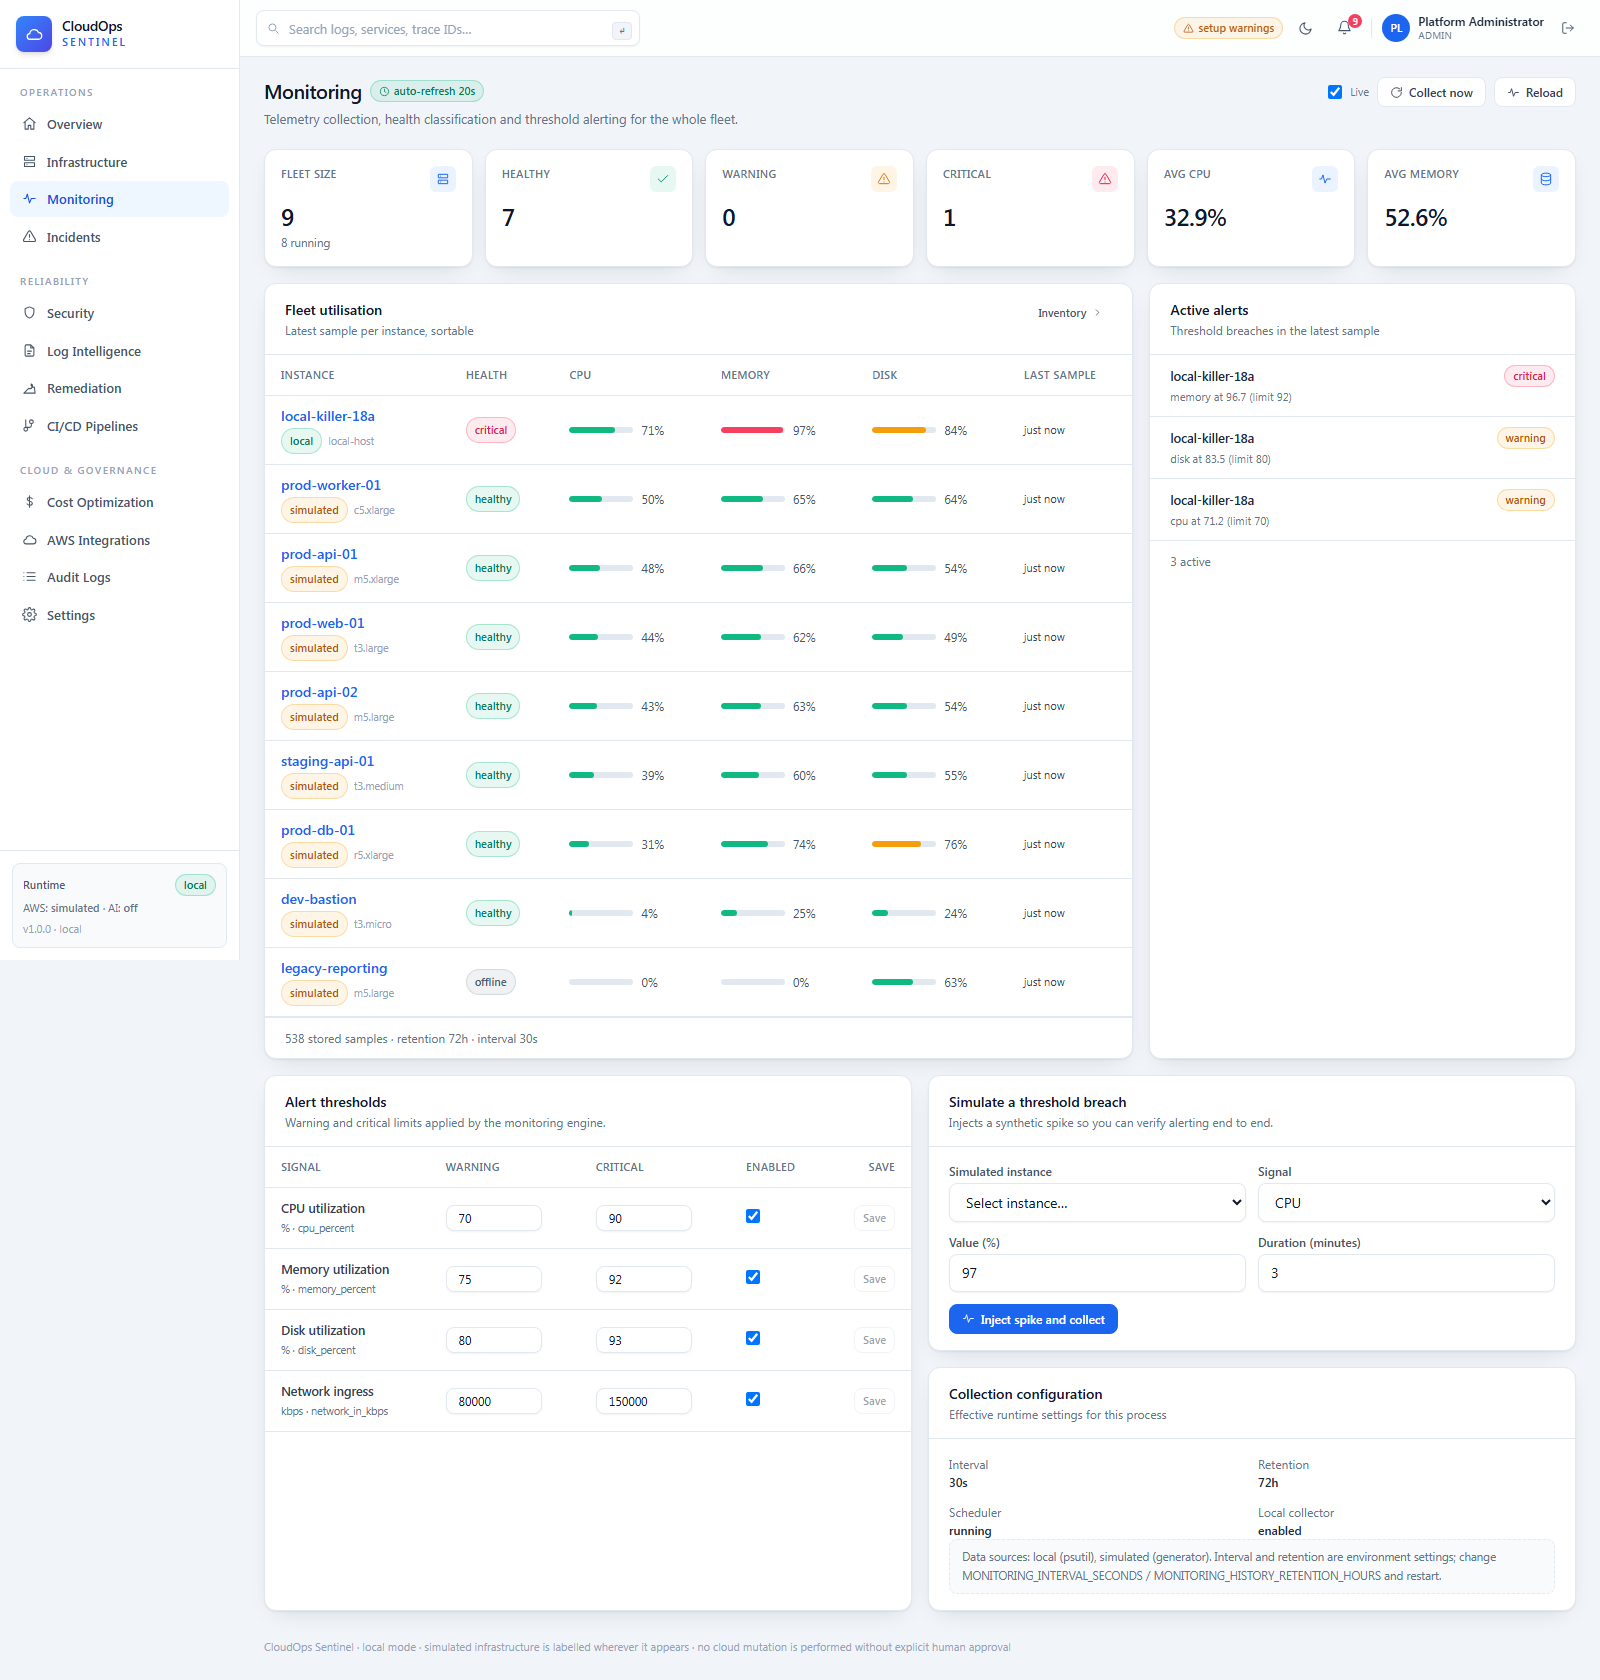 CloudOps
SENTINEL
Search logs, services, trace IDs...
setup warnings
9
PL
Platform Administrator
ADMIN
OPERATIONS
Overview
Infrastructure
Monitoring
Incidents
RELIABILITY
Security
Log Intelligence
Remediation
CI/CD Pipelines
CLOUD & GOVERNANCE
Cost Optimization
AWS Integrations
Audit Logs
Settings
Runtime
local
AWS: simulated · AI: off
v1.0.0 · local
Monitoring
auto-refresh 20s
Live
Collect now
Reload
Telemetry collection, health classification and threshold alerting for the whole fleet.
FLEET SIZE
9
8 running
HEALTHY
7
WARNING
0
CRITICAL
1
AVG CPU
32.9%
AVG MEMORY
52.6%
Fleet utilisation
Latest sample per instance, sortable
Inventory
INSTANCE HEALTH CPU MEMORY DISK LAST SAMPLE
local-killer-18a
local local-host
critical 71% 97% 84% just now
prod-worker-01
simulated c5.xlarge
healthy 50% 65% 64% just now
prod-api-01
simulated m5.xlarge
healthy 48% 66% 54% just now
prod-web-01
simulated t3.large
healthy 44% 62% 49% just now
prod-api-02
simulated m5.large
healthy 43% 63% 54% just now
staging-api-01
simulated t3.medium
healthy 39% 60% 55% just now
prod-db-01
simulated r5.xlarge
healthy 31% 74% 76% just now
dev-bastion
simulated t3.micro
healthy 4% 25% 24% just now
legacy-reporting
simulated m5.large
offline 0% 0% 63% just now
538 stored samples · retention 72h · interval 30s
Active alerts
Threshold breaches in the latest sample
local-killer-18a
critical
memory at 96.7 (limit 92)
local-killer-18a
warning
disk at 83.5 (limit 80)
local-killer-18a
warning
cpu at 71.2 (limit 70)
3 active
Alert thresholds
Warning and critical limits applied by the monitoring engine.
SIGNAL WARNING CRITICAL ENABLED SAVE
CPU utilization
% · cpu_percent
70 90 Save
Memory utilization
% · memory_percent
75 92 Save
Disk utilization
% · disk_percent
80 93 Save
Network ingress
kbps · network_in_kbps
80000 150000 Save
Simulate a threshold breach
Injects a synthetic spike so you can verify alerting end to end.
Simulated instance
Select instance...
Signal
CPU
Value (%)
97
Duration (minutes)
3
Inject spike and collect
Collection configuration
Effective runtime settings for this process
Interval
30s
Retention
72h
Scheduler
running
Local collector
enabled
Data sources: local (psutil), simulated (generator). Interval and retention are environment settings; change
MONITORING_INTERVAL_SECONDS / MONITORING_HISTORY_RETENTION_HOURS and restart.
CloudOps Sentinel · local mode · simulated infrastructure is labelled wherever it appears · no cloud mutation is performed without explicit human approval